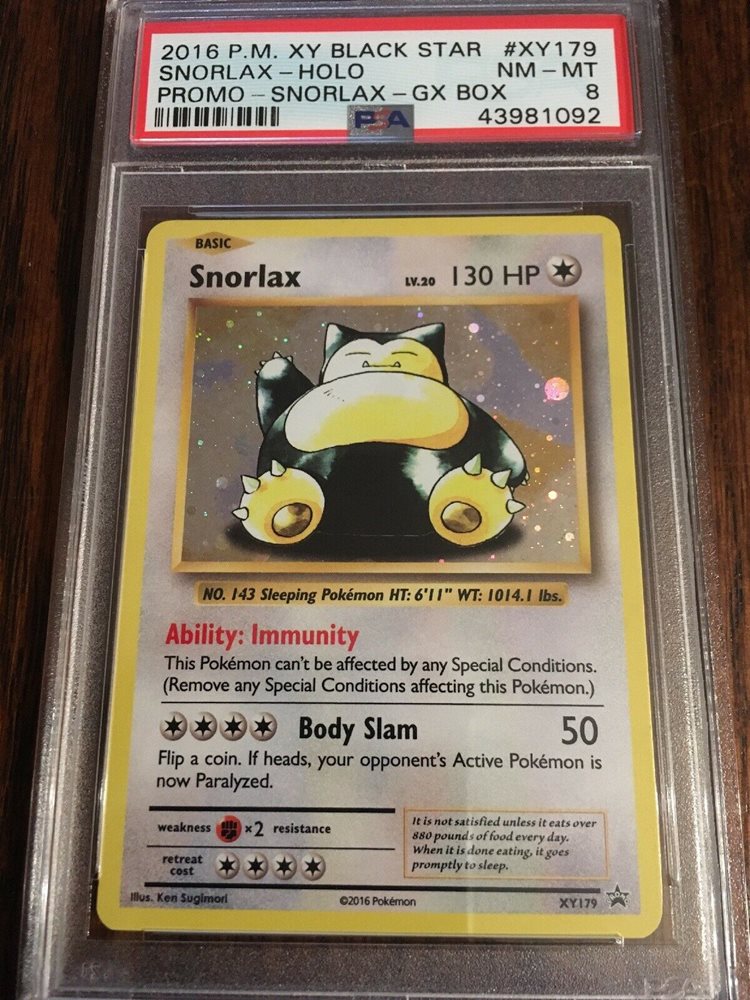 2016 P.M. XY BLACK STAR #XY179
SNORLAX - HOLO NM - MT
PROMO - SNORLAX - GX BOX 8
PSA 43981092
BASIC
Snorlax LV.20 130 HP
NO. 143 Sleeping Pokémon HT: 6'11" WT: 1014.1 lbs.
Ability: Immunity
This Pokémon can't be affected by any Special Conditions.
(Remove any Special Conditions affecting this Pokémon.)
Body Slam 50
Flip a coin. If heads, your opponent's Active Pokémon is
now Paralyzed.
weakness ×2 resistance
retreat
cost
It is not satisfied unless it eats over
880 pounds of food every day.
When it is done eating, it goes
promptly to sleep.
Illus. Ken Sugimori ©2016 Pokémon XY179